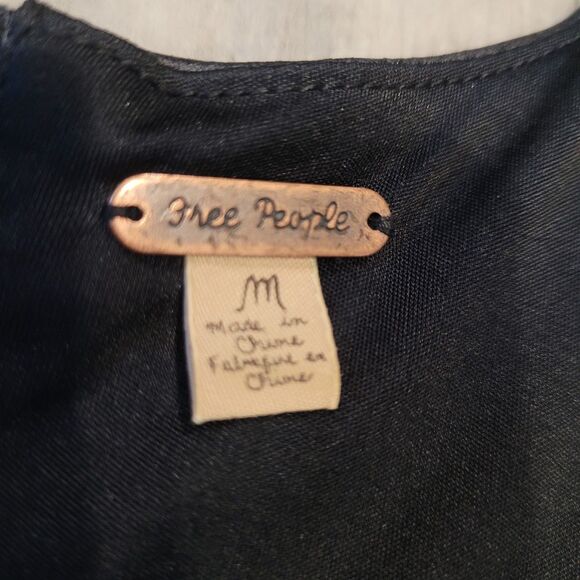 Free People
M
Made in
China
Fabriqué en
Chine